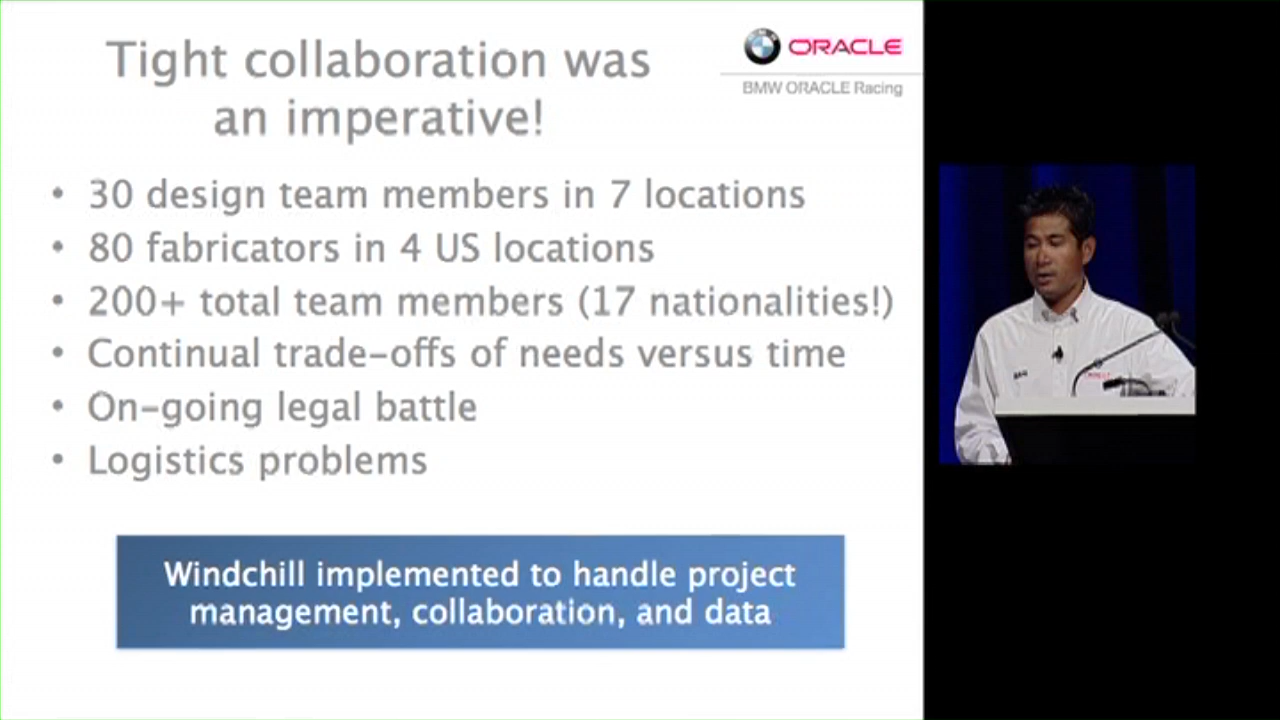 Tight collaboration was
an imperative!
ORACLE
BMW ORACLE Racing
• 30 design team members in 7 locations
• 80 fabricators in 4 US locations
• 200+ total team members (17 nationalities!)
• Continual trade-offs of needs versus time
• On-going legal battle
• Logistics problems
Windchill implemented to handle project
management, collaboration, and data